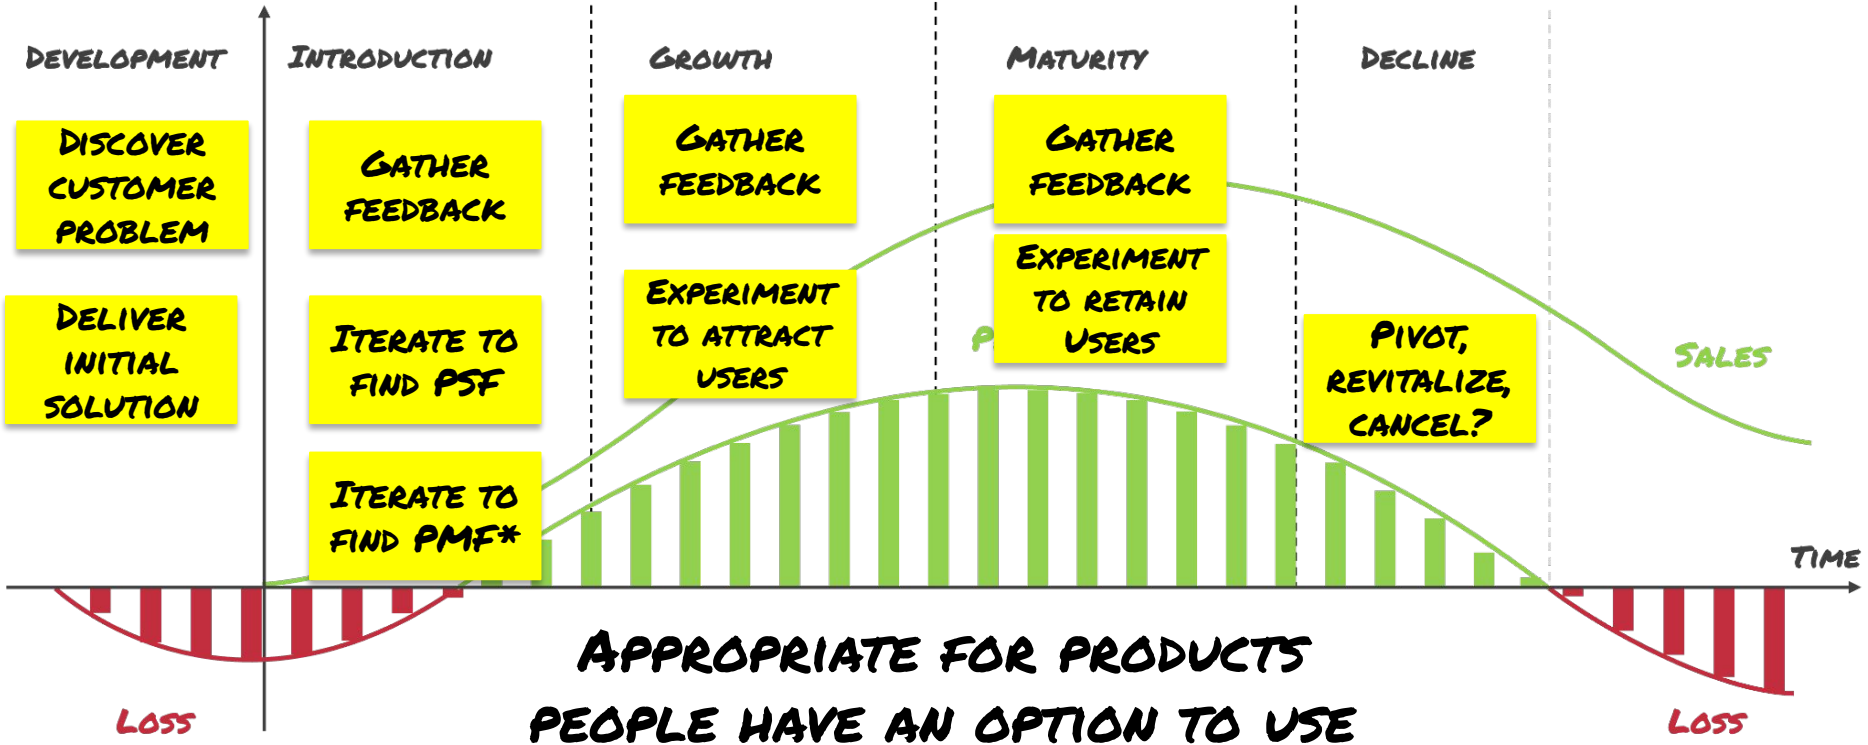 Development
Introduction
Growth
Maturity
Decline
Discover
customer
problem
Deliver
initial
solution
Gather
feedback
Iterate to
find PSF
Iterate to
find PMF*
Gather
feedback
Experiment
to attract
users
Gather
feedback
Experiment
to retain
Users
Pivot,
revitalize,
cancel?
Sales
Time
Loss
Appropriate for products
people have an option to use
Loss